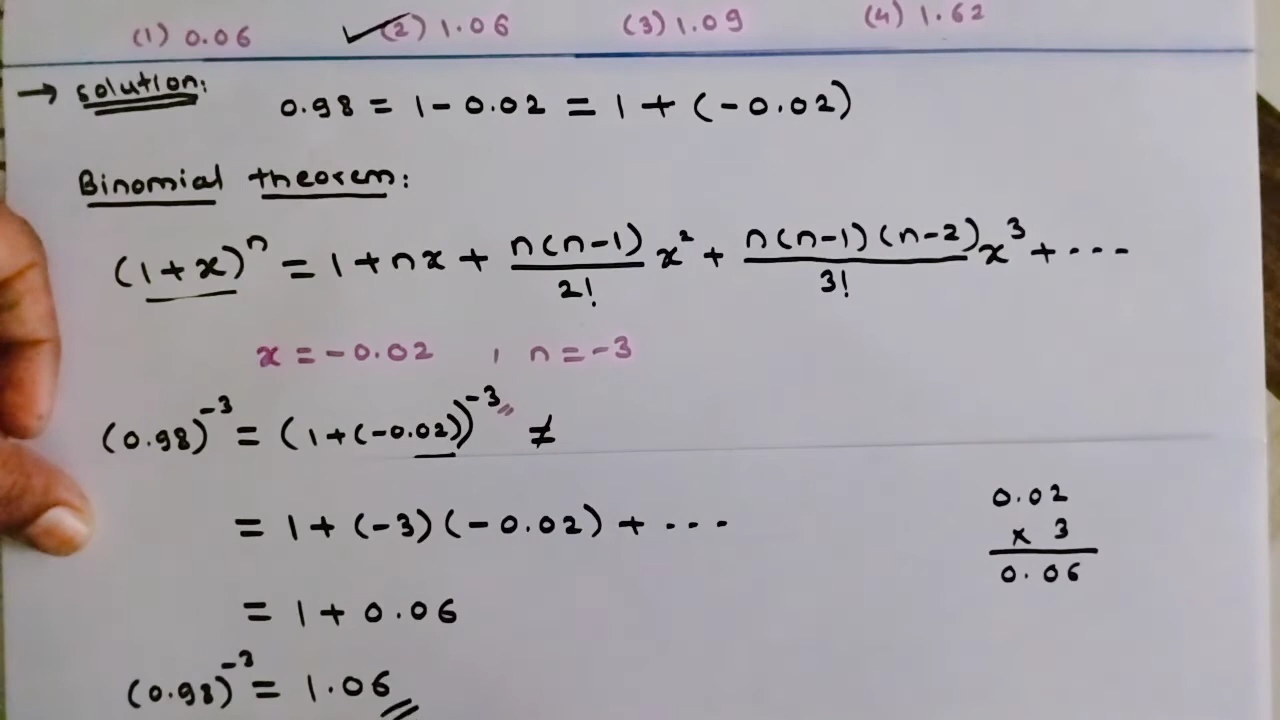 (1) 0.06 (2) 1.06 (3) 1.09 (4) 1.62
→ Solution:
0.98 = 1 - 0.02 = 1 + (-0.02)
Binomial theorem:
(1+x)^n = 1 + nx + n(n-1)/2! x² + n(n-1)(n-2)/3! x³ + ...
x = -0.02 , n = -3
(0.98)^-3 = (1+(-0.02))^-3 ≠
= 1 + (-3)(-0.02) + ...
0.02
× 3
0.06
= 1 + 0.06
(0.98)^-3 = 1.06